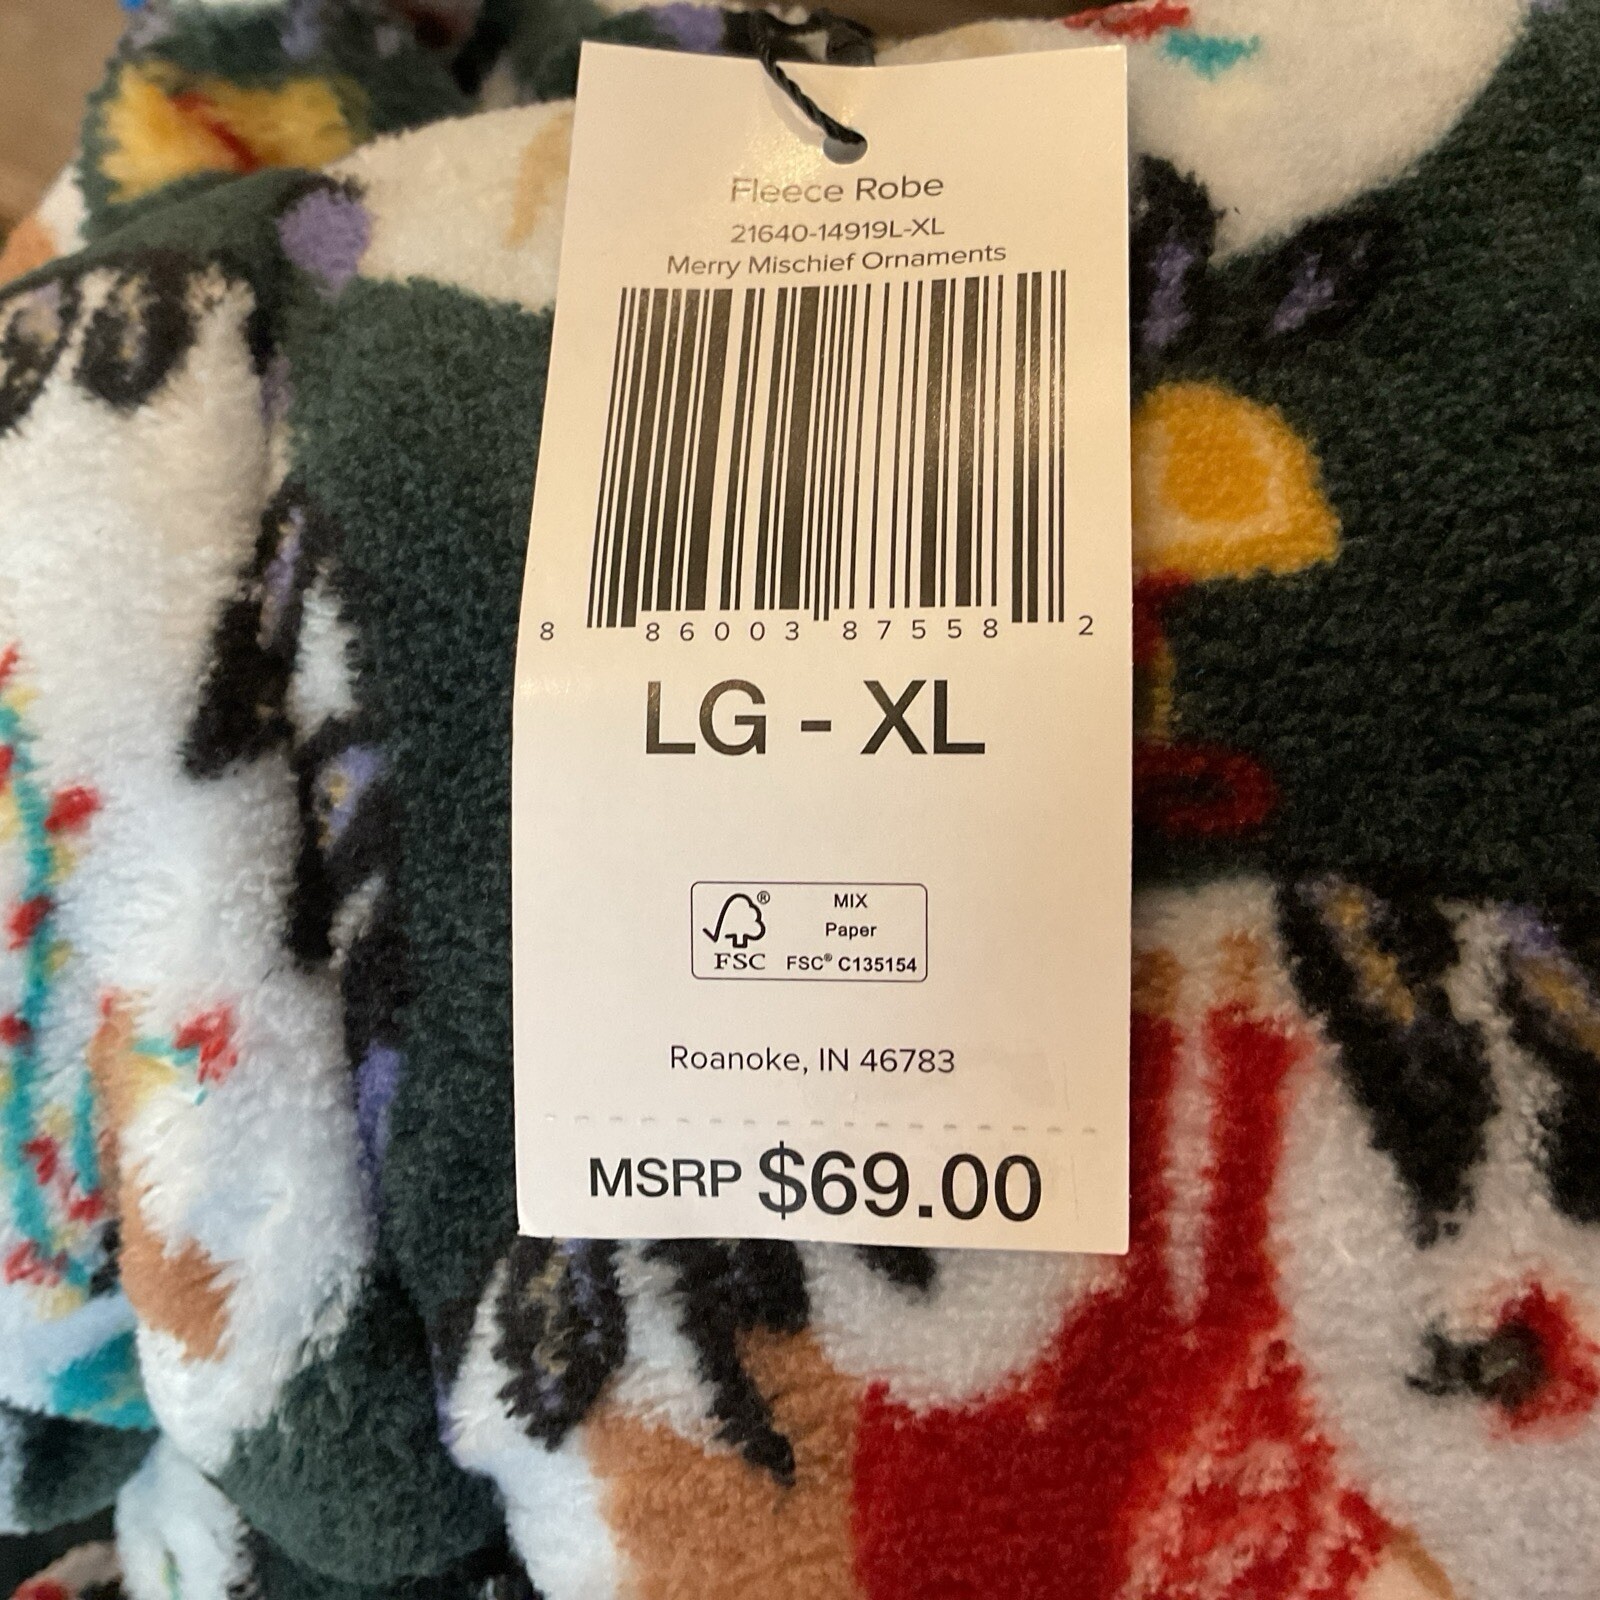 Fleece Robe
21640-14919L-XL
Merry Mischief Ornaments
8 86003 87558 2
LG - XL
MIX
Paper
FSC® FSC® C135154
Roanoke, IN 46783
MSRP $69.00